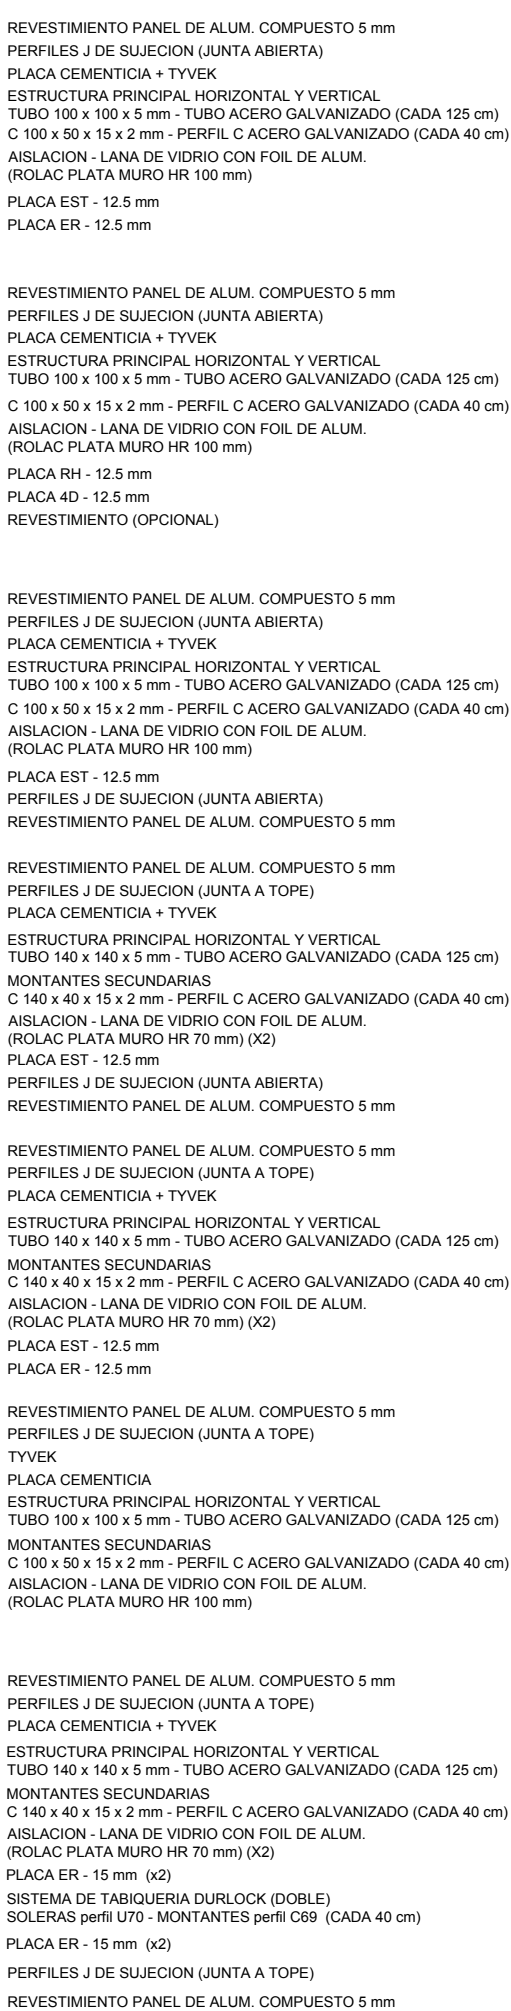 REVESTIMIENTO PANEL DE ALUM. COMPUESTO 5 mm
PERFILES J DE SUJECION (JUNTA ABIERTA)
PLACA CEMENTICIA + TYVEK
ESTRUCTURA PRINCIPAL HORIZONTAL Y VERTICAL
TUBO 100 x 100 x 5 mm - TUBO ACERO GALVANIZADO (CADA 125 cm)
C 100 x 50 x 15 x 2 mm - PERFIL C ACERO GALVANIZADO (CADA 40 cm)
AISLACION - LANA DE VIDRIO CON FOIL DE ALUM.
(ROLAC PLATA MURO HR 100 mm)
PLACA EST - 12.5 mm
PLACA ER - 12.5 mm
REVESTIMIENTO PANEL DE ALUM. COMPUESTO 5 mm
PERFILES J DE SUJECION (JUNTA ABIERTA)
PLACA CEMENTICIA + TYVEK
ESTRUCTURA PRINCIPAL HORIZONTAL Y VERTICAL
TUBO 100 x 100 x 5 mm - TUBO ACERO GALVANIZADO (CADA 125 cm)
C 100 x 50 x 15 x 2 mm - PERFIL C ACERO GALVANIZADO (CADA 40 cm)
AISLACION - LANA DE VIDRIO CON FOIL DE ALUM.
(ROLAC PLATA MURO HR 100 mm)
PLACA RH - 12.5 mm
PLACA 4D - 12.5 mm
REVESTIMIENTO (OPCIONAL)
REVESTIMIENTO PANEL DE ALUM. COMPUESTO 5 mm
PERFILES J DE SUJECION (JUNTA ABIERTA)
PLACA CEMENTICIA + TYVEK
ESTRUCTURA PRINCIPAL HORIZONTAL Y VERTICAL
TUBO 100 x 100 x 5 mm - TUBO ACERO GALVANIZADO (CADA 125 cm)
C 100 x 50 x 15 x 2 mm - PERFIL C ACERO GALVANIZADO (CADA 40 cm)
AISLACION - LANA DE VIDRIO CON FOIL DE ALUM.
(ROLAC PLATA MURO HR 100 mm)
PLACA EST - 12.5 mm
PERFILES J DE SUJECION (JUNTA ABIERTA)
REVESTIMIENTO PANEL DE ALUM. COMPUESTO 5 mm
REVESTIMIENTO PANEL DE ALUM. COMPUESTO 5 mm
PERFILES J DE SUJECION (JUNTA A TOPE)
PLACA CEMENTICIA + TYVEK
ESTRUCTURA PRINCIPAL HORIZONTAL Y VERTICAL
TUBO 140 x 140 x 5 mm - TUBO ACERO GALVANIZADO (CADA 125 cm)
MONTANTES SECUNDARIAS
C 140 x 40 x 15 x 2 mm - PERFIL C ACERO GALVANIZADO (CADA 40 cm)
AISLACION - LANA DE VIDRIO CON FOIL DE ALUM.
(ROLAC PLATA MURO HR 70 mm) (X2)
PLACA EST - 12.5 mm
PERFILES J DE SUJECION (JUNTA ABIERTA)
REVESTIMIENTO PANEL DE ALUM. COMPUESTO 5 mm
REVESTIMIENTO PANEL DE ALUM. COMPUESTO 5 mm
PERFILES J DE SUJECION (JUNTA A TOPE)
PLACA CEMENTICIA + TYVEK
ESTRUCTURA PRINCIPAL HORIZONTAL Y VERTICAL
TUBO 140 x 140 x 5 mm - TUBO ACERO GALVANIZADO (CADA 125 cm)
MONTANTES SECUNDARIAS
C 140 x 40 x 15 x 2 mm - PERFIL C ACERO GALVANIZADO (CADA 40 cm)
AISLACION - LANA DE VIDRIO CON FOIL DE ALUM.
(ROLAC PLATA MURO HR 70 mm) (X2)
PLACA EST - 12.5 mm
PLACA ER - 12.5 mm
REVESTIMIENTO PANEL DE ALUM. COMPUESTO 5 mm
PERFILES J DE SUJECION (JUNTA A TOPE)
TYVEK
PLACA CEMENTICIA
ESTRUCTURA PRINCIPAL HORIZONTAL Y VERTICAL
TUBO 100 x 100 x 5 mm - TUBO ACERO GALVANIZADO (CADA 125 cm)
MONTANTES SECUNDARIAS
C 100 x 50 x 15 x 2 mm - PERFIL C ACERO GALVANIZADO (CADA 40 cm)
AISLACION - LANA DE VIDRIO CON FOIL DE ALUM.
(ROLAC PLATA MURO HR 100 mm)
REVESTIMIENTO PANEL DE ALUM. COMPUESTO 5 mm
PERFILES J DE SUJECION (JUNTA A TOPE)
PLACA CEMENTICIA + TYVEK
ESTRUCTURA PRINCIPAL HORIZONTAL Y VERTICAL
TUBO 140 x 140 x 5 mm - TUBO ACERO GALVANIZADO (CADA 125 cm)
MONTANTES SECUNDARIAS
C 140 x 40 x 15 x 2 mm - PERFIL C ACERO GALVANIZADO (CADA 40 cm)
AISLACION - LANA DE VIDRIO CON FOIL DE ALUM.
(ROLAC PLATA MURO HR 70 mm) (X2)
PLACA ER - 15 mm (x2)
SISTEMA DE TABIQUERIA DURLOCK (DOBLE)
SOLERAS perfil U70 - MONTANTES perfil C69 (CADA 40 cm)
PLACA ER - 15 mm (x2)
PERFILES J DE SUJECION (JUNTA A TOPE)
REVESTIMIENTO PANEL DE ALUM. COMPUESTO 5 mm